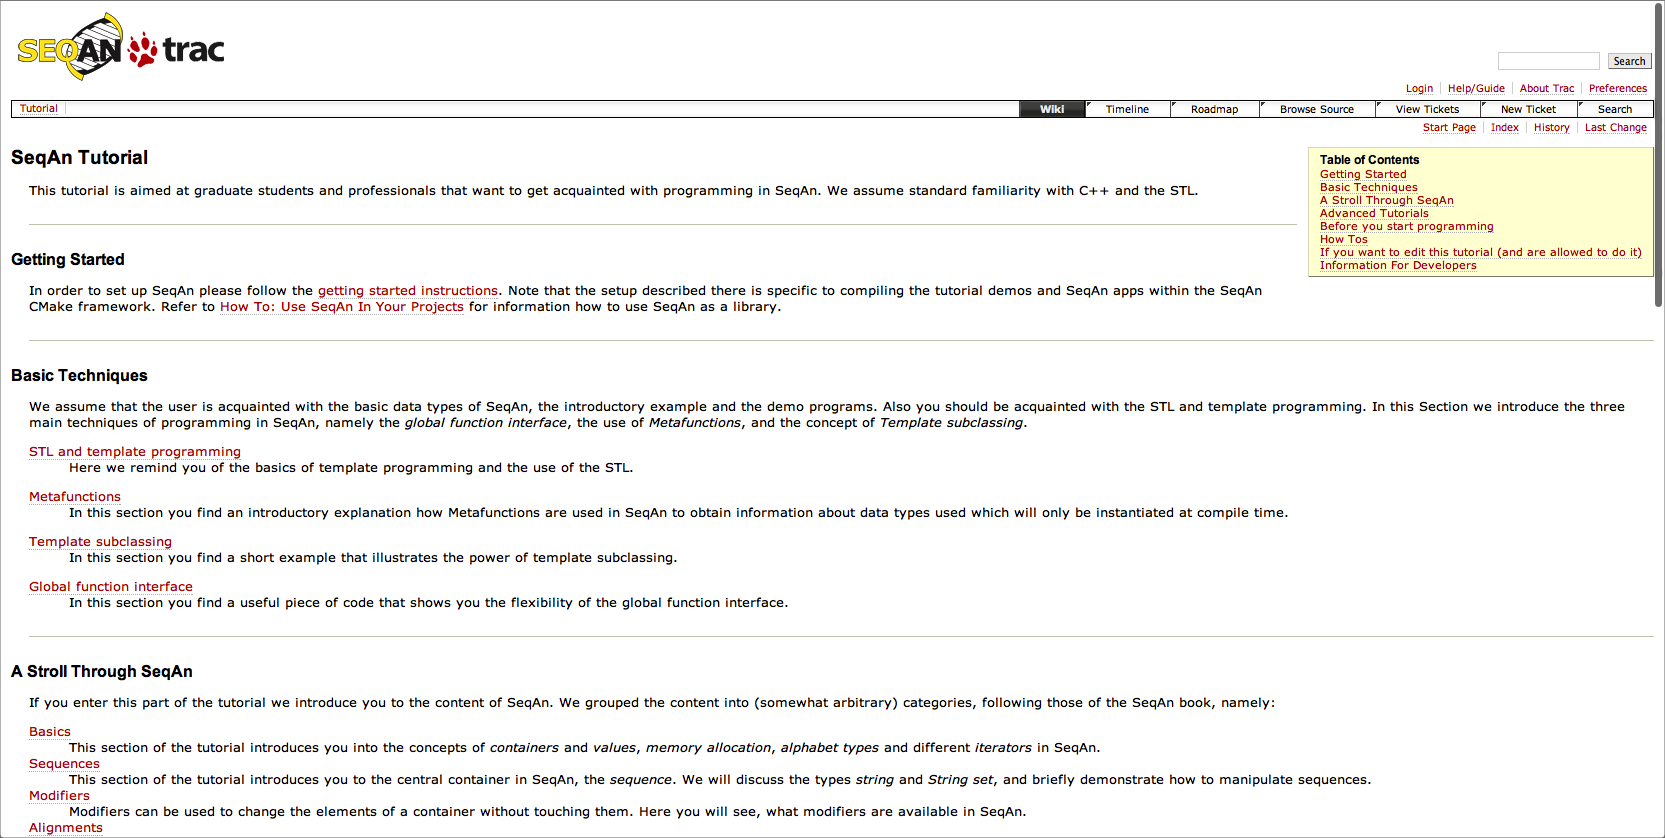 SEQAN trac
Search
Login Help/Guide About Trac Preferences
Tutorial Wiki Timeline Roadmap Browse Source View Tickets New Ticket Search
Start Page Index History Last Change
SeqAn Tutorial
This tutorial is aimed at graduate students and professionals that want to get acquainted with programming in SeqAn. We assume standard familiarity with C++ and the STL.
Table of Contents
Getting Started
Basic Techniques
A Stroll Through SeqAn
Advanced Tutorials
Before you start programming
How Tos
If you want to edit this tutorial (and are allowed to do it)
Information For Developers
Getting Started
In order to set up SeqAn please follow the getting started instructions. Note that the setup described there is specific to compiling the tutorial demos and SeqAn apps within the SeqAn
CMake framework. Refer to How To: Use SeqAn In Your Projects for information how to use SeqAn as a library.
Basic Techniques
We assume that the user is acquainted with the basic data types of SeqAn, the introductory example and the demo programs. Also you should be acquainted with the STL and template programming. In this Section we introduce the three
main techniques of programming in SeqAn, namely the global function interface, the use of Metafunctions, and the concept of Template subclassing.
STL and template programming
Here we remind you of the basics of template programming and the use of the STL.
Metafunctions
In this section you find an introductory explanation how Metafunctions are used in SeqAn to obtain information about data types used which will only be instantiated at compile time.
Template subclassing
In this section you find a short example that illustrates the power of template subclassing.
Global function interface
In this section you find a useful piece of code that shows you the flexibility of the global function interface.
A Stroll Through SeqAn
If you enter this part of the tutorial we introduce you to the content of SeqAn. We grouped the content into (somewhat arbitrary) categories, following those of the SeqAn book, namely:
Basics
This section of the tutorial introduces you into the concepts of containers and values, memory allocation, alphabet types and different iterators in SeqAn.
Sequences
This section of the tutorial introduces you to the central container in SeqAn, the sequence. We will discuss the types string and String set, and briefly demonstrate how to manipulate sequences.
Modifiers
Modifiers can be used to change the elements of a container without touching them. Here you will see, what modifiers are available in SeqAn.
Alignments